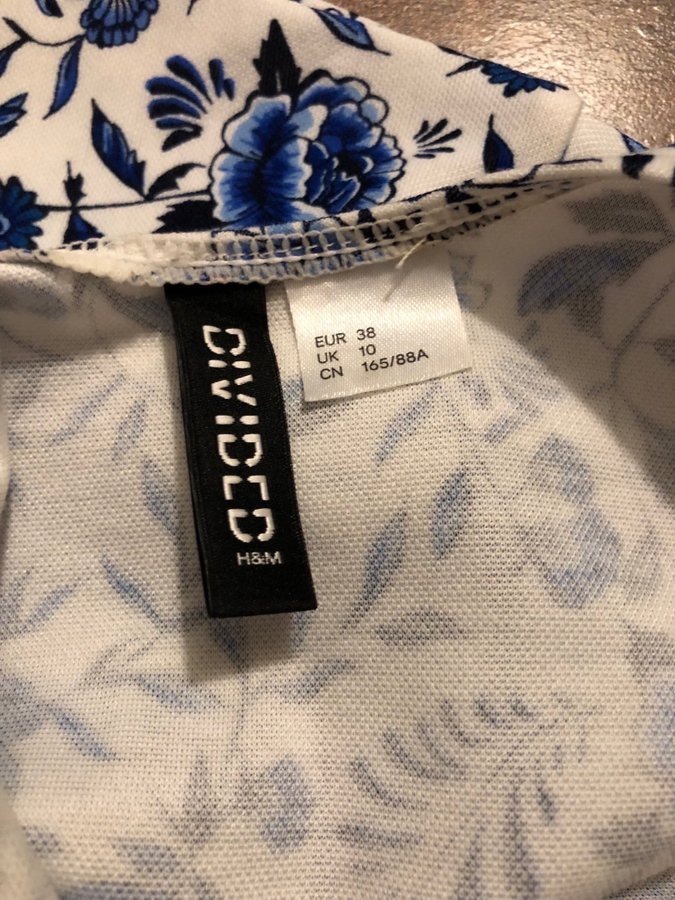 DIVIDED
H&M
EUR 38
UK 10
CN 165/88A